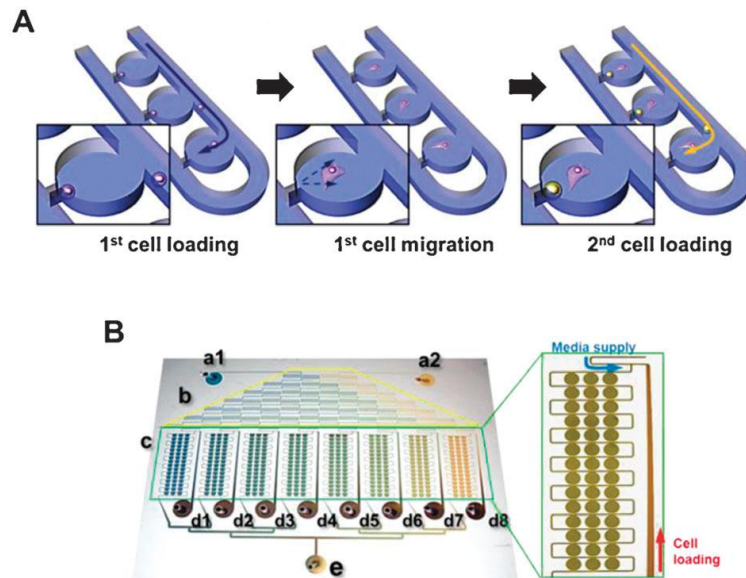 A
1st cell loading
1st cell migration
2nd cell loading
B
a1
a2
b
c
d1 d2 d3 d4 d5 d6 d7 d8
e
Media supply
Cell
loading